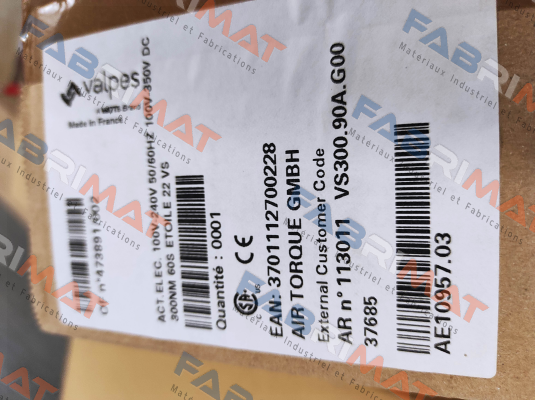 valpes
Made in France
OF n°473891
ACT. ELEC. 100V-240V 50/60HZ 100V-350V DC
300NM 60S ETOILE 22 VS
Quantité : 0001
CE
EAN: 3701112700228
AIR TORQUE GMBH
External Customer Code
AR n° 113011 VS300.90A.G00
37685
AE10957.03
FABRIMAT
Materiaux Industriel et Fabrications